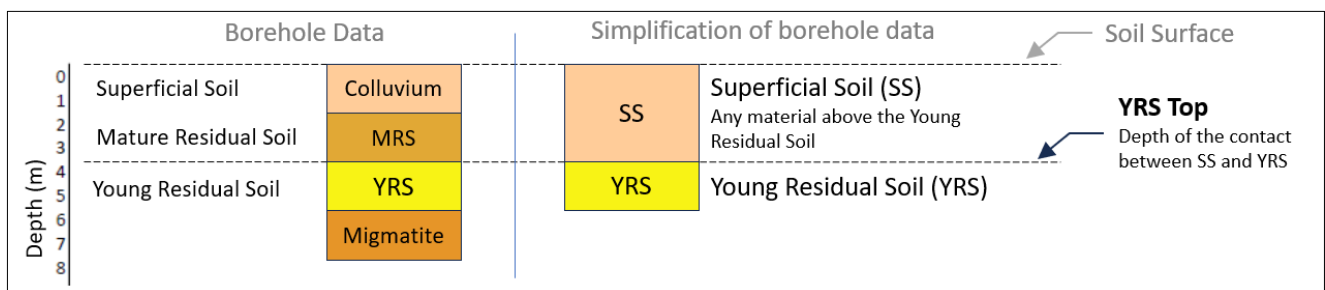 Borehole Data
Simplification of borehole data
Soil Surface
Depth (m)
0
1
2
3
4
5
6
7
8
Superficial Soil
Colluvium
Mature Residual Soil
MRS
Young Residual Soil
YRS
Migmatite
SS
Superficial Soil (SS)
Any material above the Young
Residual Soil
YRS
Young Residual Soil (YRS)
YRS Top
Depth of the contact
between SS and YRS